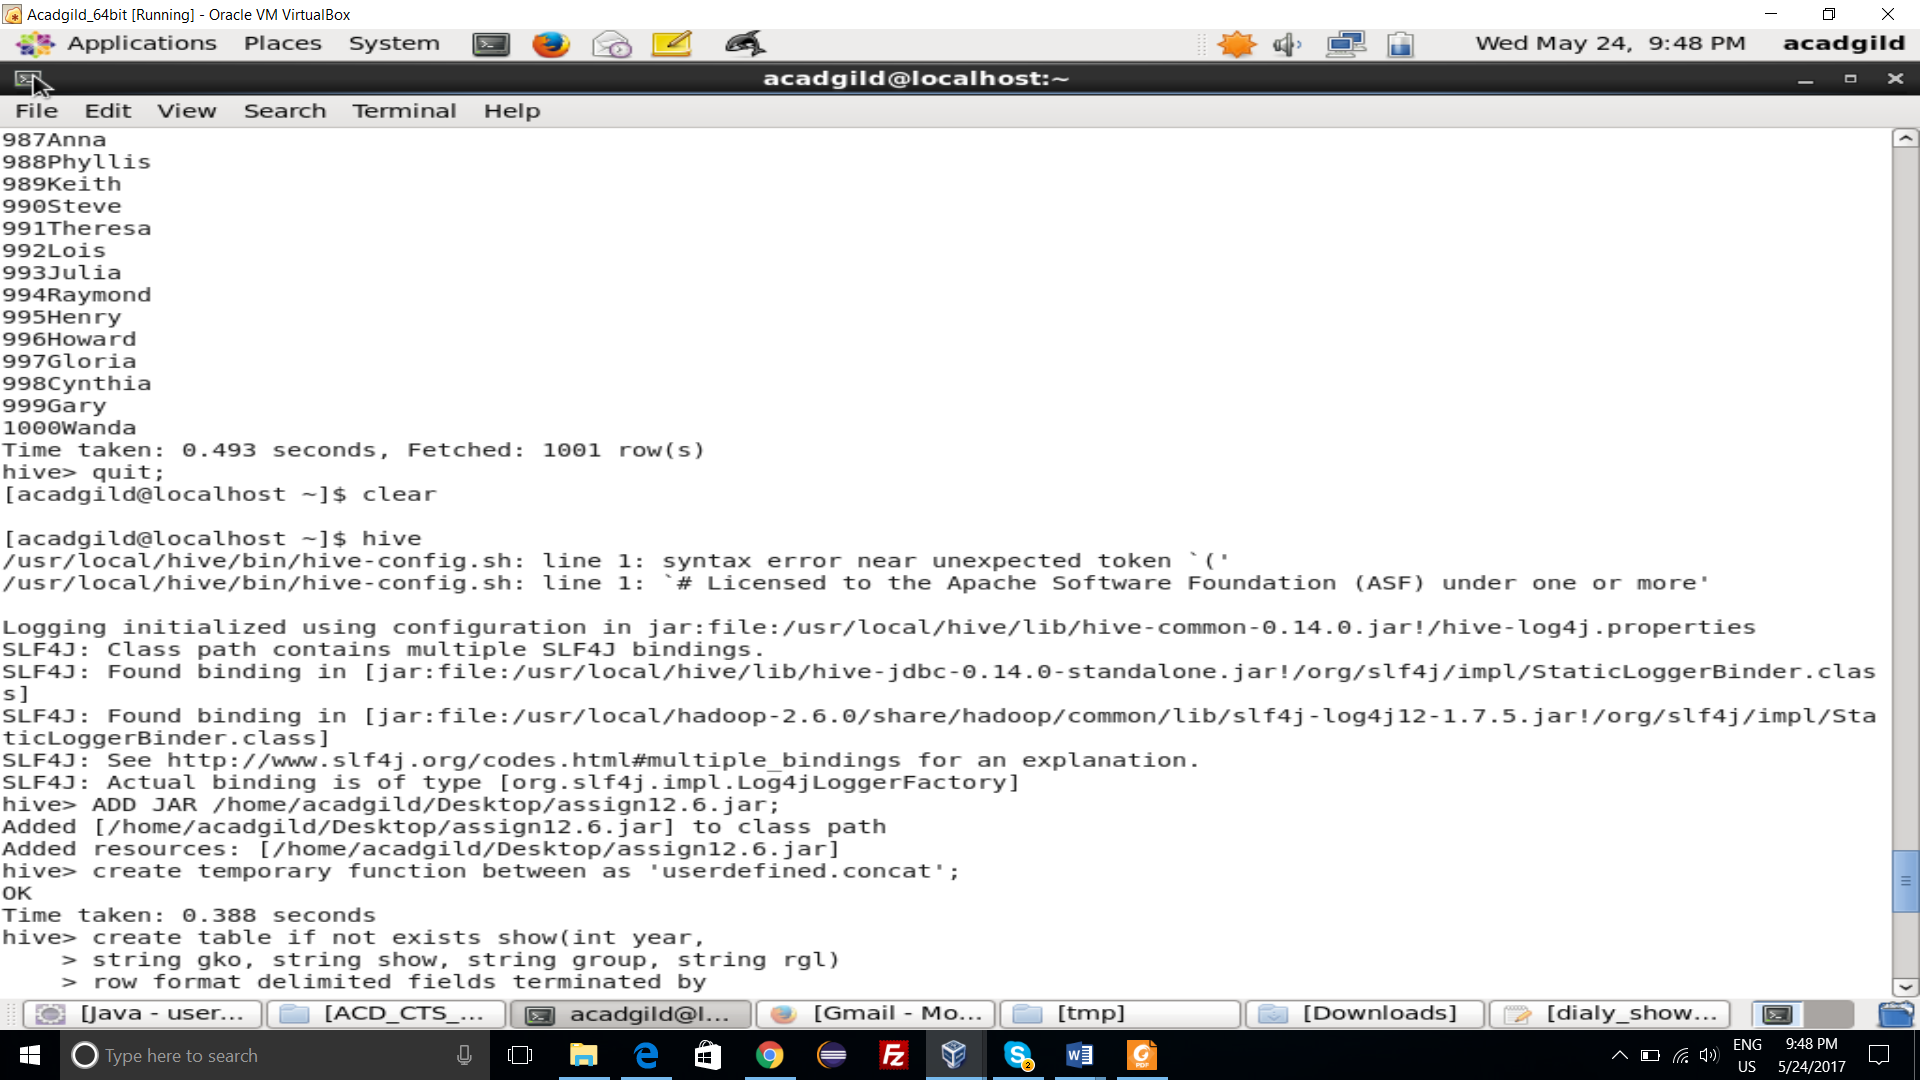 Acadgild_64bit [Running] - Oracle VM VirtualBox
Applications Places System Wed May 24, 9:48 PM acadgild
acadgild@localhost:~
File Edit View Search Terminal Help
987Anna
988Phyllis
989Keith
990Steve
991Theresa
992Lois
993Julia
994Raymond
995Henry
996Howard
997Gloria
998Cynthia
999Gary
1000Wanda
Time taken: 0.493 seconds, Fetched: 1001 row(s)
hive> quit;
[acadgild@localhost ~]$ clear
[acadgild@localhost ~]$ hive
/usr/local/hive/bin/hive-config.sh: line 1: syntax error near unexpected token `('
/usr/local/hive/bin/hive-config.sh: line 1: `# Licensed to the Apache Software Foundation (ASF) under one or more'
Logging initialized using configuration in jar:file:/usr/local/hive/lib/hive-common-0.14.0.jar!/hive-log4j.properties
SLF4J: Class path contains multiple SLF4J bindings.
SLF4J: Found binding in [jar:file:/usr/local/hive/lib/hive-jdbc-0.14.0-standalone.jar!/org/slf4j/impl/StaticLoggerBinder.clas
s]
SLF4J: Found binding in [jar:file:/usr/local/hadoop-2.6.0/share/hadoop/common/lib/slf4j-log4j12-1.7.5.jar!/org/slf4j/impl/Sta
ticLoggerBinder.class]
SLF4J: See http://www.slf4j.org/codes.html#multiple_bindings for an explanation.
SLF4J: Actual binding is of type [org.slf4j.impl.Log4jLoggerFactory]
hive> ADD JAR /home/acadgild/Desktop/assign12.6.jar;
Added [/home/acadgild/Desktop/assign12.6.jar] to class path
Added resources: [/home/acadgild/Desktop/assign12.6.jar]
hive> create temporary function between as 'userdefined.concat';
OK
Time taken: 0.388 seconds
hive> create table if not exists show(int year,
> string gko, string show, string group, string rgl)
> row format delimited fields terminated by
[Java - user... [ACD_CTS_... acadgild@l... [Gmail - Mo... [tmp] [Downloads] [dialy_show...
Type here to search
2
PDF
ENG
US
9:48 PM
5/24/2017